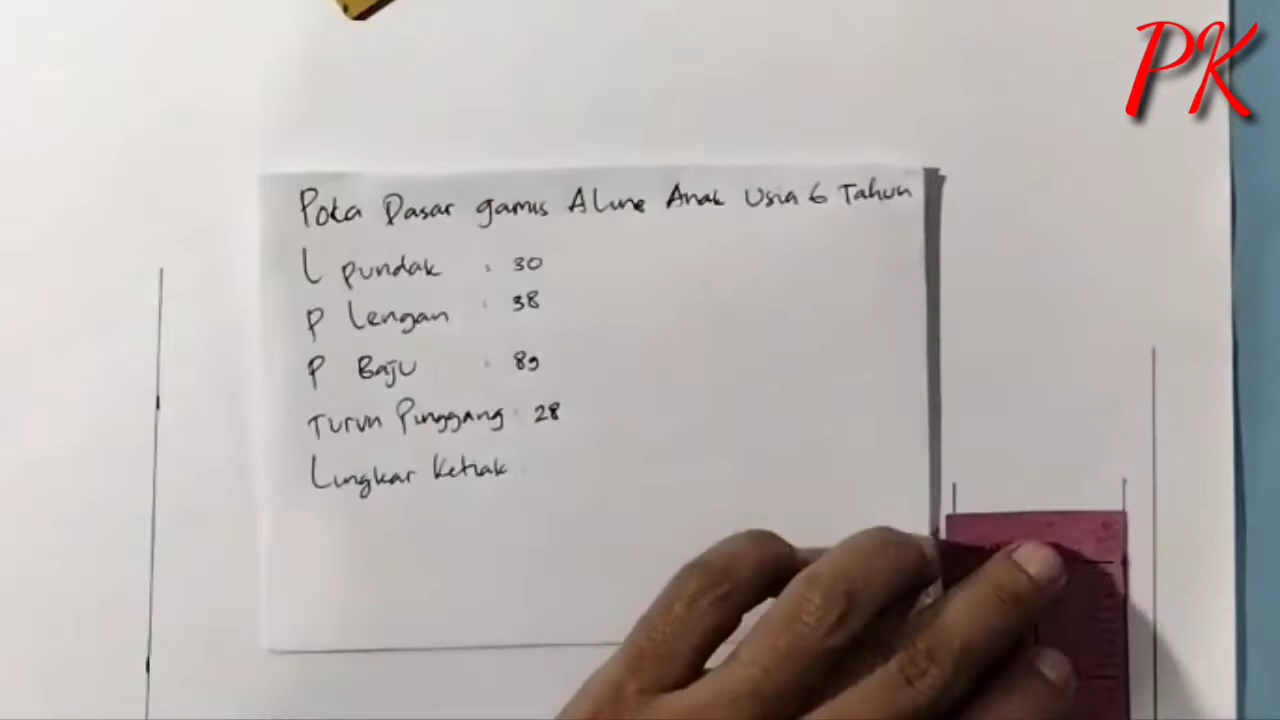 PK
Pola Dasar gamis Aline Anak Usia 6 Tahun
L pundak : 30
P Lengan : 38
P Baju : 89
Turun Pinggang : 28
Lingkar Ketiak :